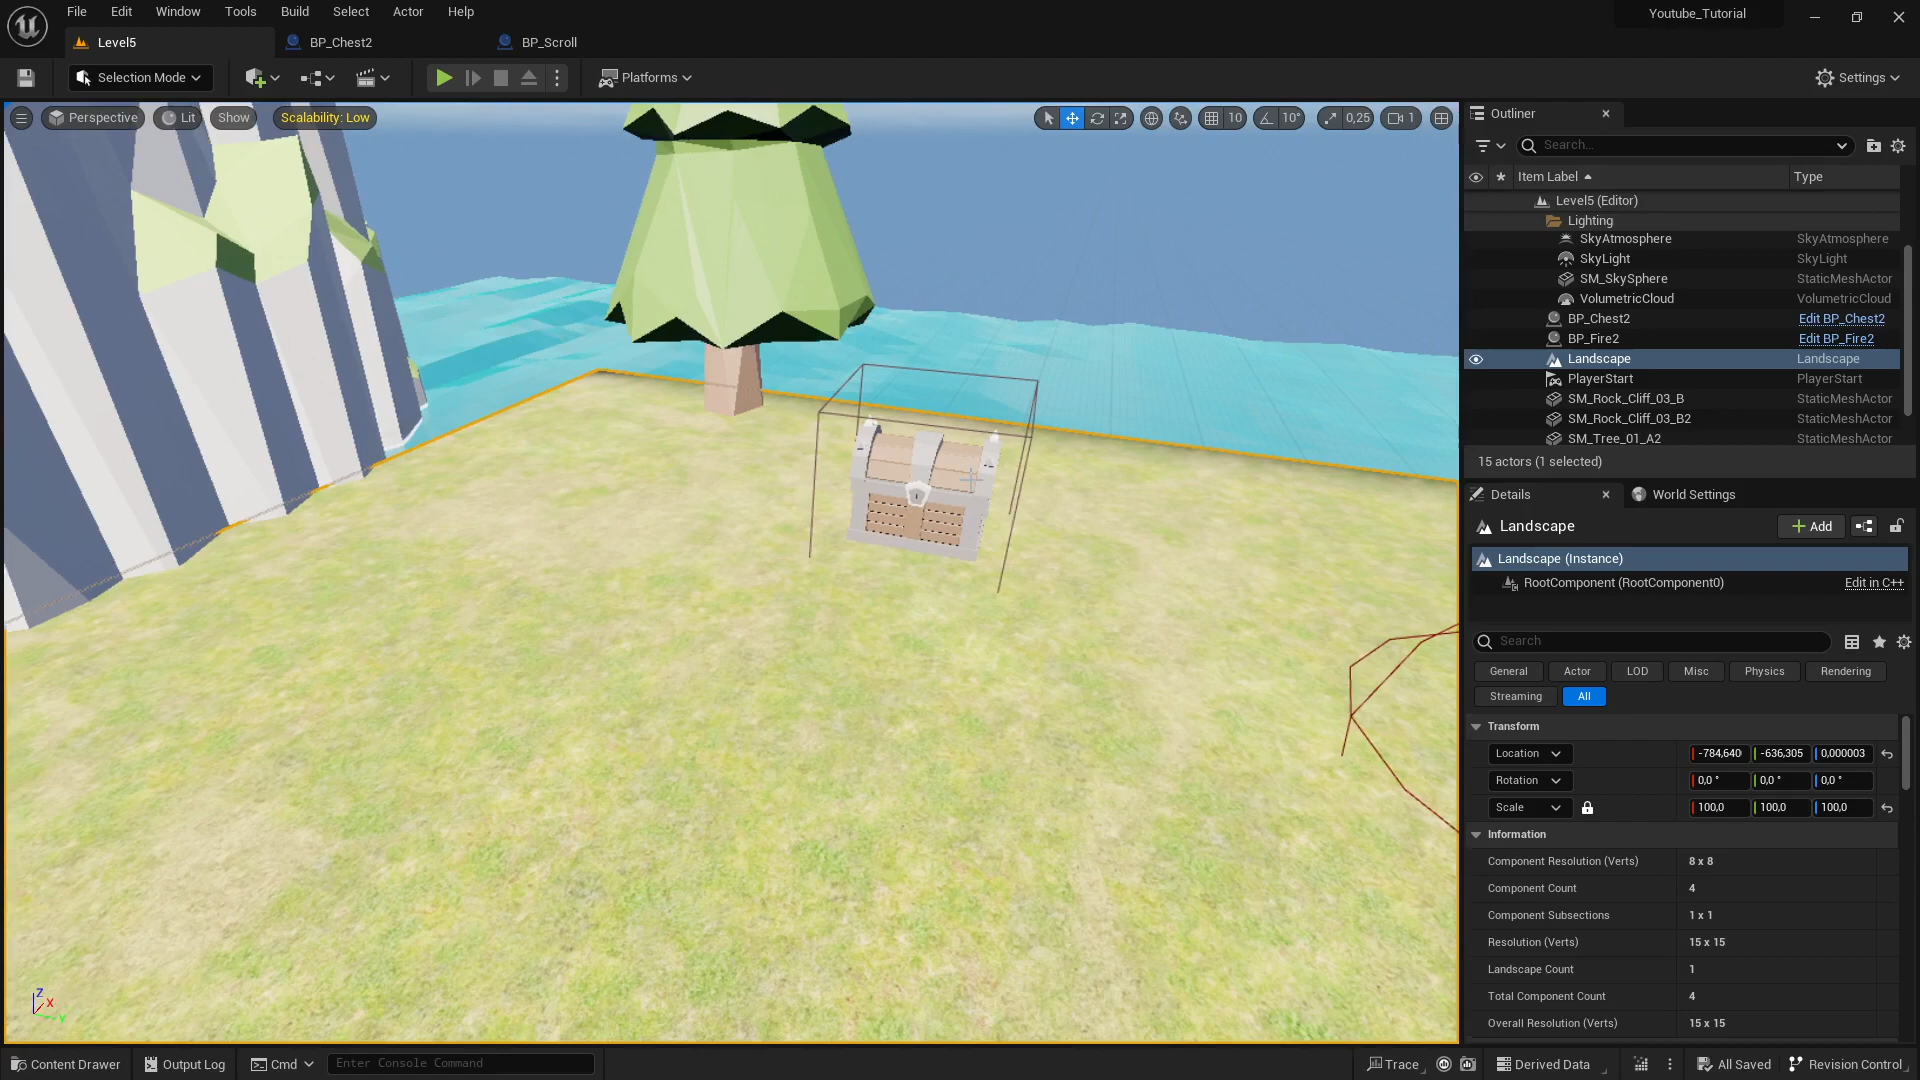 File Edit Window Tools Build Select Actor Help
Youtube_Tutorial
Level5 BP_Chest2 BP_Scroll
Selection Mode Platforms Settings
Perspective Lit Show Scalability: Low 10 10° 0,25 1
Outliner
Search...
Item Label Type
Level5 (Editor)
Lighting
SkyAtmosphere SkyAtmosphere
SkyLight SkyLight
SM_SkySphere StaticMeshActor
VolumetricCloud VolumetricCloud
BP_Chest2 Edit BP_Chest2
BP_Fire2 Edit BP_Fire2
Landscape Landscape
PlayerStart PlayerStart
SM_Rock_Cliff_03_B StaticMeshActor
SM_Rock_Cliff_03_B2 StaticMeshActor
SM_Tree_01_A2 StaticMeshActor
15 actors (1 selected)
Details World Settings
Landscape Add
Landscape (Instance)
RootComponent (RootComponent0) Edit in C++
Search
General Actor LOD Misc Physics Rendering
Streaming All
Transform
Location -784,640 -636,305 0,000003
Rotation 0,0 ° 0,0 ° 0,0 °
Scale 100,0 100,0 100,0
Information
Component Resolution (Verts) 8 x 8
Component Count 4
Component Subsections 1 x 1
Resolution (Verts) 15 x 15
Landscape Count 1
Total Component Count 4
Overall Resolution (Verts) 15 x 15
Z
X
Y
Content Drawer Output Log Cmd Enter Console Command Trace Derived Data All Saved Revision Control